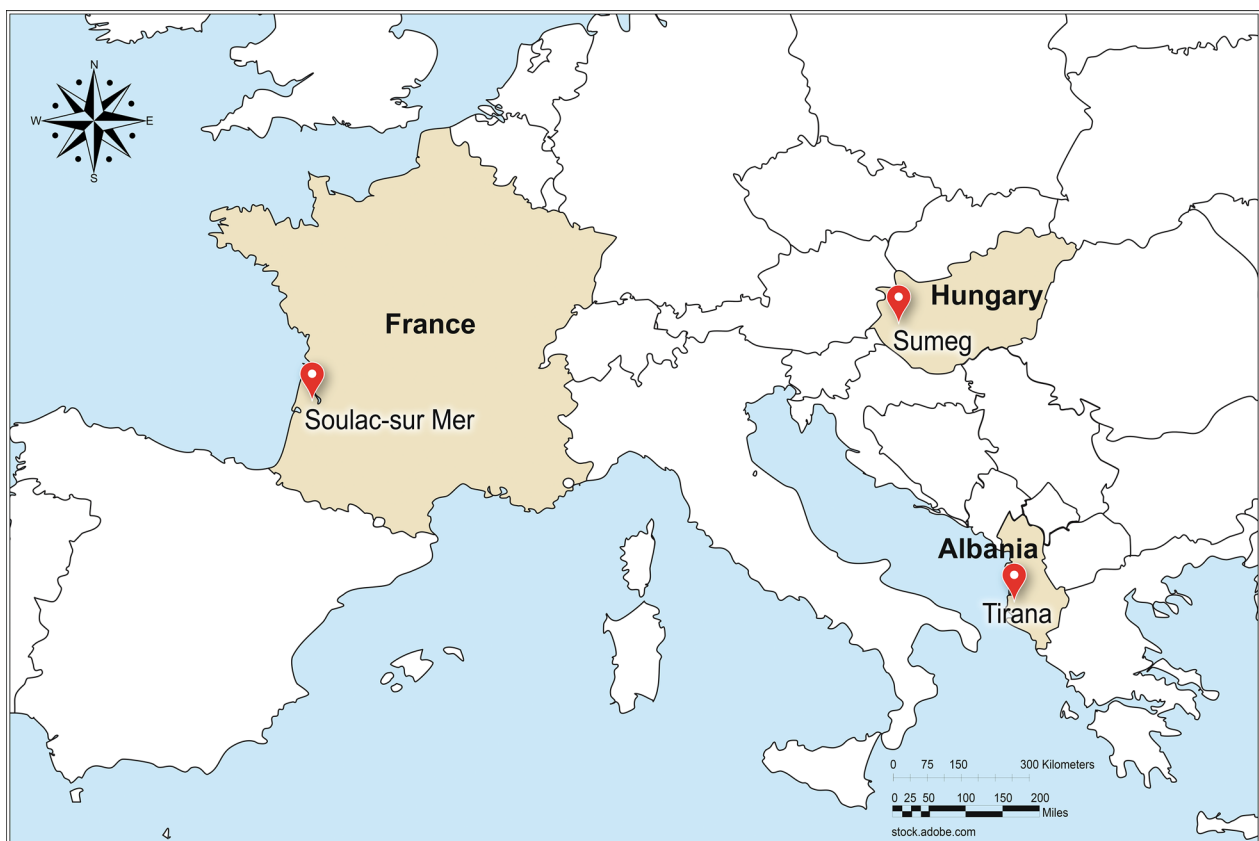 N
W E
S
France
Hungary
Sumeg
Soulac-sur Mer
Albania
Tirana
0 75 150 300 Kilometers
0 25 50 100 150 200
Miles
stock.adobe.com